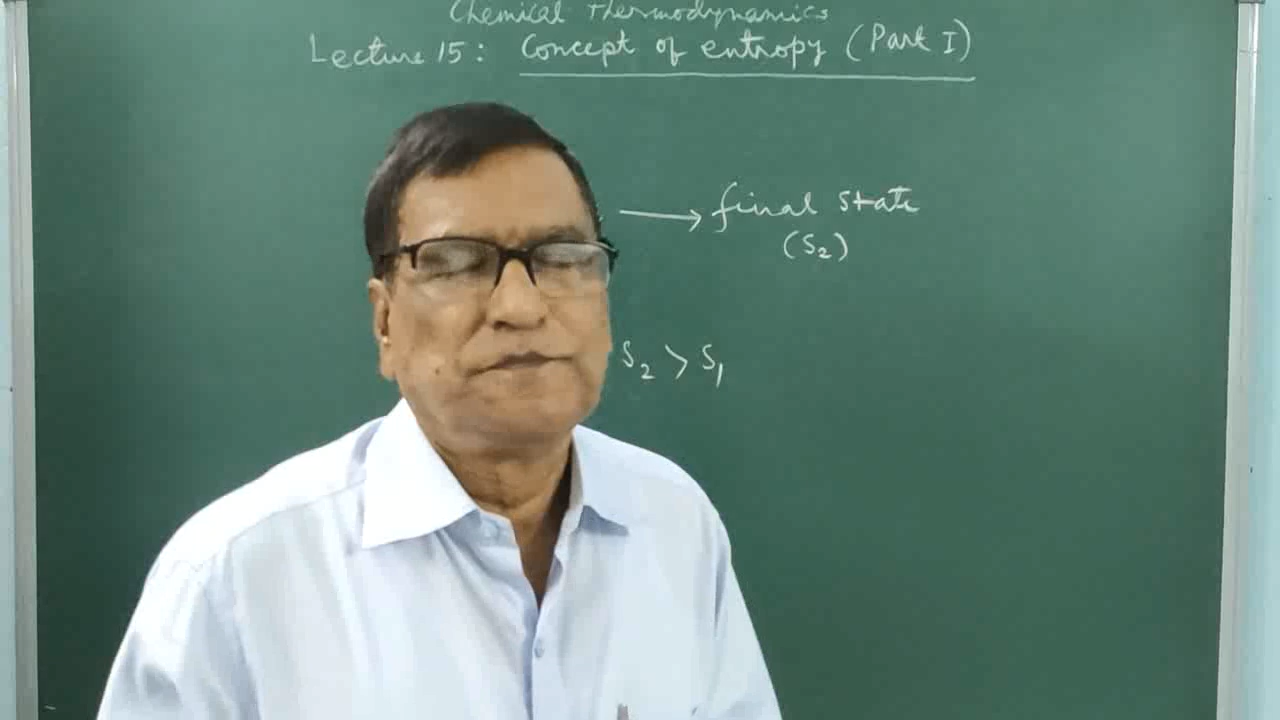 Chemical thermodynamics
Lecture 15: Concept of entropy (Part I)
⟶ final state
(S₂)
S₂ > S₁